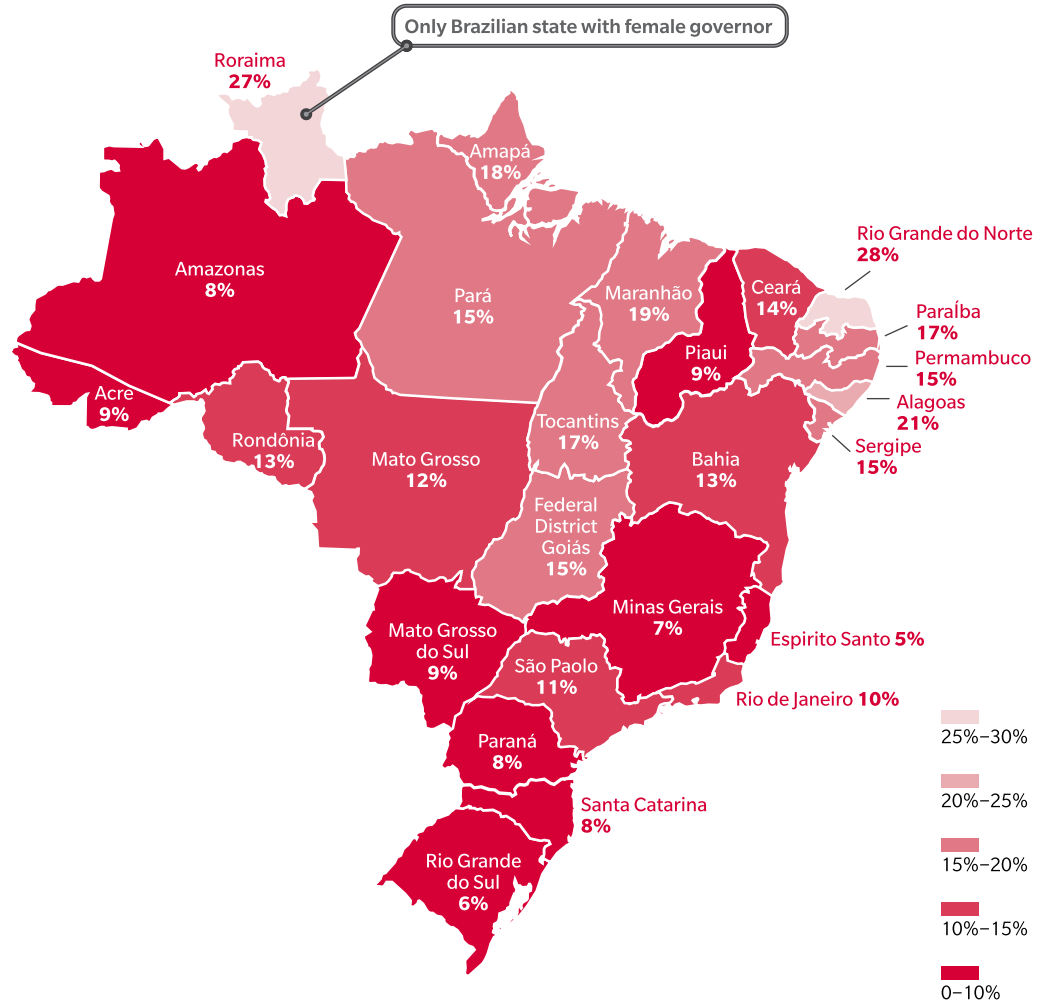 Only Brazilian state with female governor
Roraima
27%
Amapá
18%
Rio Grande do Norte
28%
Amazonas
8%
Pará
15%
Maranhão
19%
Ceará
14%
ParaÍba
17%
Piaui
9%
Permambuco
15%
Acre
9%
Alagoas
21%
Tocantins
17%
Rondônia
13%
Mato Grosso
12%
Bahia
13%
Sergipe
15%
Federal
District
Goiás
15%
Minas Gerais
7%
Mato Grosso
do Sul
9%
Espirito Santo 5%
São Paolo
11%
Rio de Janeiro 10%
Paraná
8%
Santa Catarina
8%
Rio Grande
do Sul
6%
25%–30%
20%–25%
15%–20%
10%–15%
0–10%